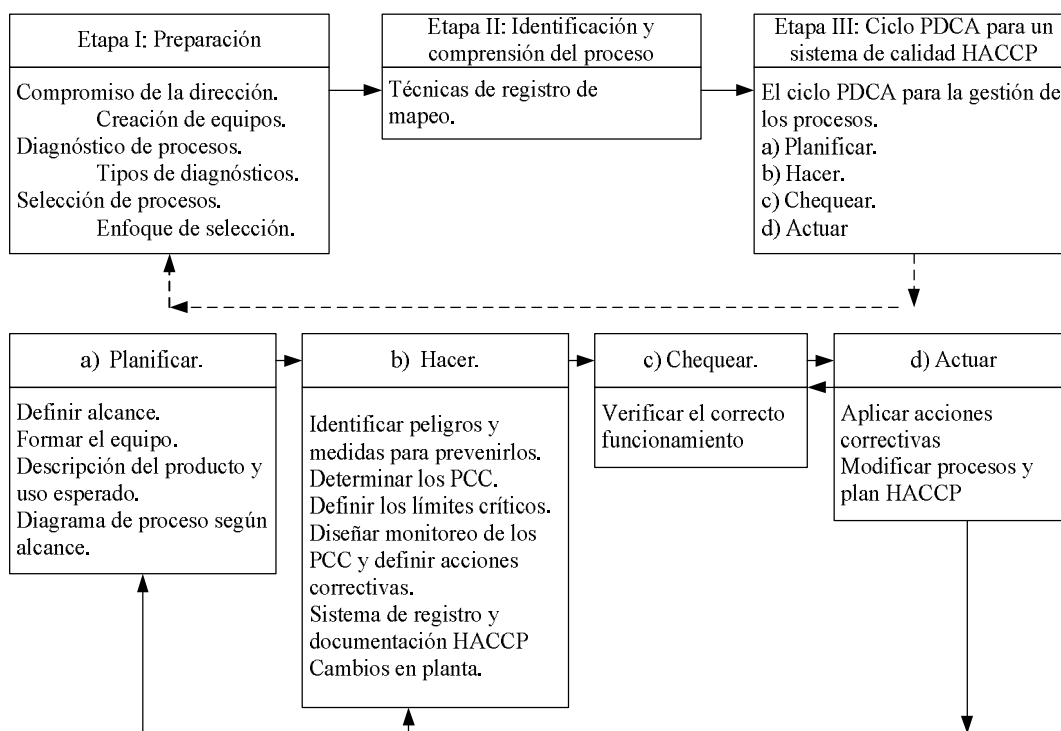 Etapa I: Preparación
Compromiso de la dirección.
Creación de equipos.
Diagnóstico de procesos.
Tipos de diagnósticos.
Selección de procesos.
Enfoque de selección.
Etapa II: Identificación y
comprensión del proceso
Técnicas de registro de
mapeo.
Etapa III: Ciclo PDCA para un
sistema de calidad HACCP
El ciclo PDCA para la gestión de
los procesos.
a) Planificar.
b) Hacer.
c) Chequear.
d) Actuar
a) Planificar.
Definir alcance.
Formar el equipo.
Descripción del producto y
uso esperado.
Diagrama de proceso según
alcance.
b) Hacer.
Identificar peligros y
medidas para prevenirlos.
Determinar los PCC.
Definir los límites críticos.
Diseñar monitoreo de los
PCC y definir acciones
correctivas.
Sistema de registro y
documentación HACCP
Cambios en planta.
c) Chequear.
Verificar el correcto
funcionamiento
d) Actuar
Aplicar acciones
correctivas
Modificar procesos y
plan HACCP